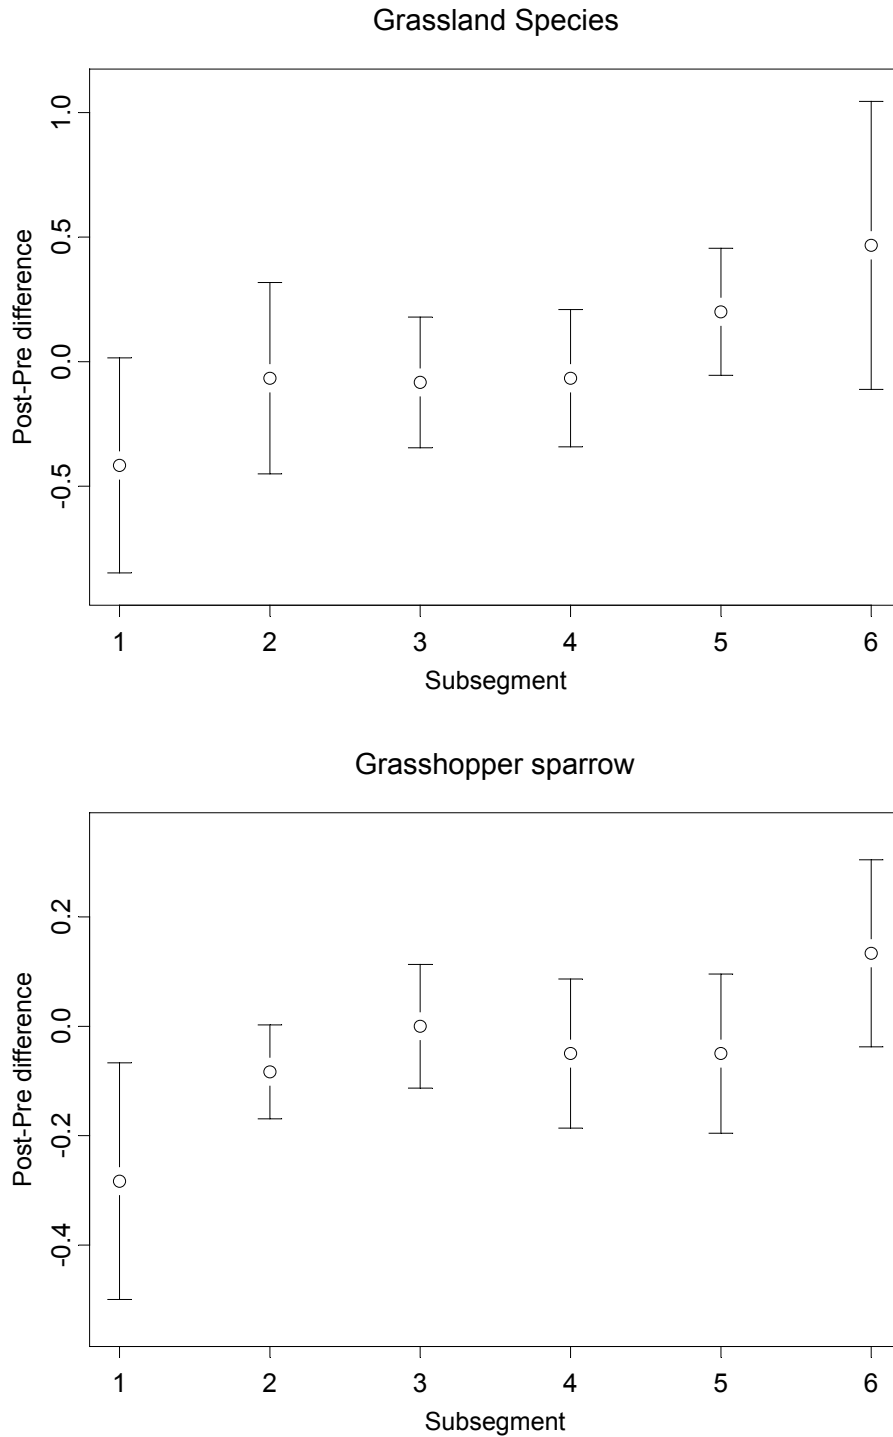 Grassland Species
Post-Pre difference
1.0
0.5
0.0
-0.5
1 2 3 4 5 6
Subsegment
Grasshopper sparrow
Post-Pre difference
0.2
0.0
-0.2
-0.4
1 2 3 4 5 6
Subsegment